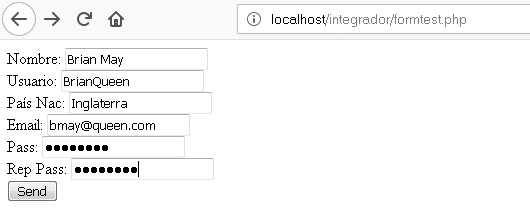 localhost/integrador/formtest.php
Nombre: Brian May
Usuario: BrianQueen
País Nac: Inglaterra
Email: bmay@queen.com
Pass: ●●●●●●●●
Rep Pass: ●●●●●●●●
Send